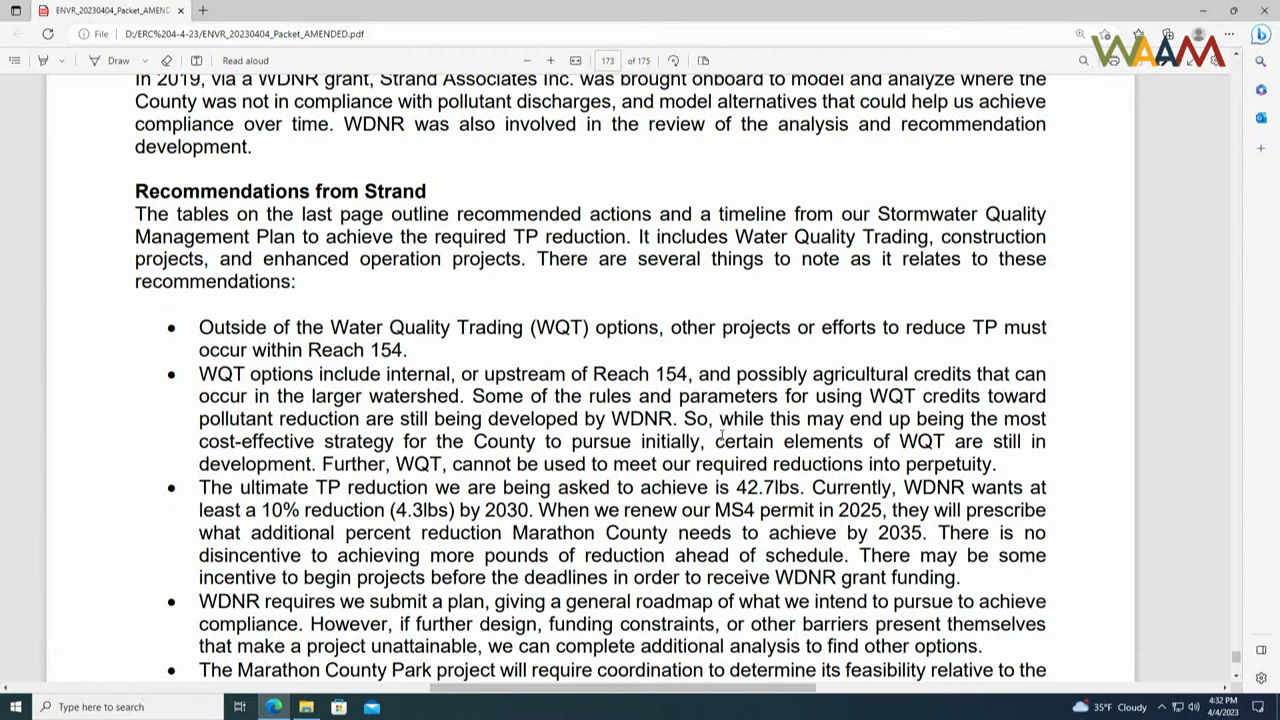 ENVR_20230404_Packet_AMEND
File D:/ERC%204-4-23/ENVR_20230404_Packet_AMENDED.pdf
WAAM
Draw Read aloud 173 of 175
In 2019, via a WDNR grant, Strand Associates Inc. was brought onboard to model and analyze where the
County was not in compliance with pollutant discharges, and model alternatives that could help us achieve
compliance over time. WDNR was also involved in the review of the analysis and recommendation
development.
Recommendations from Strand
The tables on the last page outline recommended actions and a timeline from our Stormwater Quality
Management Plan to achieve the required TP reduction. It includes Water Quality Trading, construction
projects, and enhanced operation projects. There are several things to note as it relates to these
recommendations:
• Outside of the Water Quality Trading (WQT) options, other projects or efforts to reduce TP must
occur within Reach 154.
• WQT options include internal, or upstream of Reach 154, and possibly agricultural credits that can
occur in the larger watershed. Some of the rules and parameters for using WQT credits toward
pollutant reduction are still being developed by WDNR. So, while this may end up being the most
cost-effective strategy for the County to pursue initially, certain elements of WQT are still in
development. Further, WQT, cannot be used to meet our required reductions into perpetuity.
• The ultimate TP reduction we are being asked to achieve is 42.7lbs. Currently, WDNR wants at
least a 10% reduction (4.3lbs) by 2030. When we renew our MS4 permit in 2025, they will prescribe
what additional percent reduction Marathon County needs to achieve by 2035. There is no
disincentive to achieving more pounds of reduction ahead of schedule. There may be some
incentive to begin projects before the deadlines in order to receive WDNR grant funding.
• WDNR requires we submit a plan, giving a general roadmap of what we intend to pursue to achieve
compliance. However, if further design, funding constraints, or other barriers present themselves
that make a project unattainable, we can complete additional analysis to find other options.
• The Marathon County Park project will require coordination to determine its feasibility relative to the
Type here to search
35°F Cloudy
4:32 PM
4/4/2023